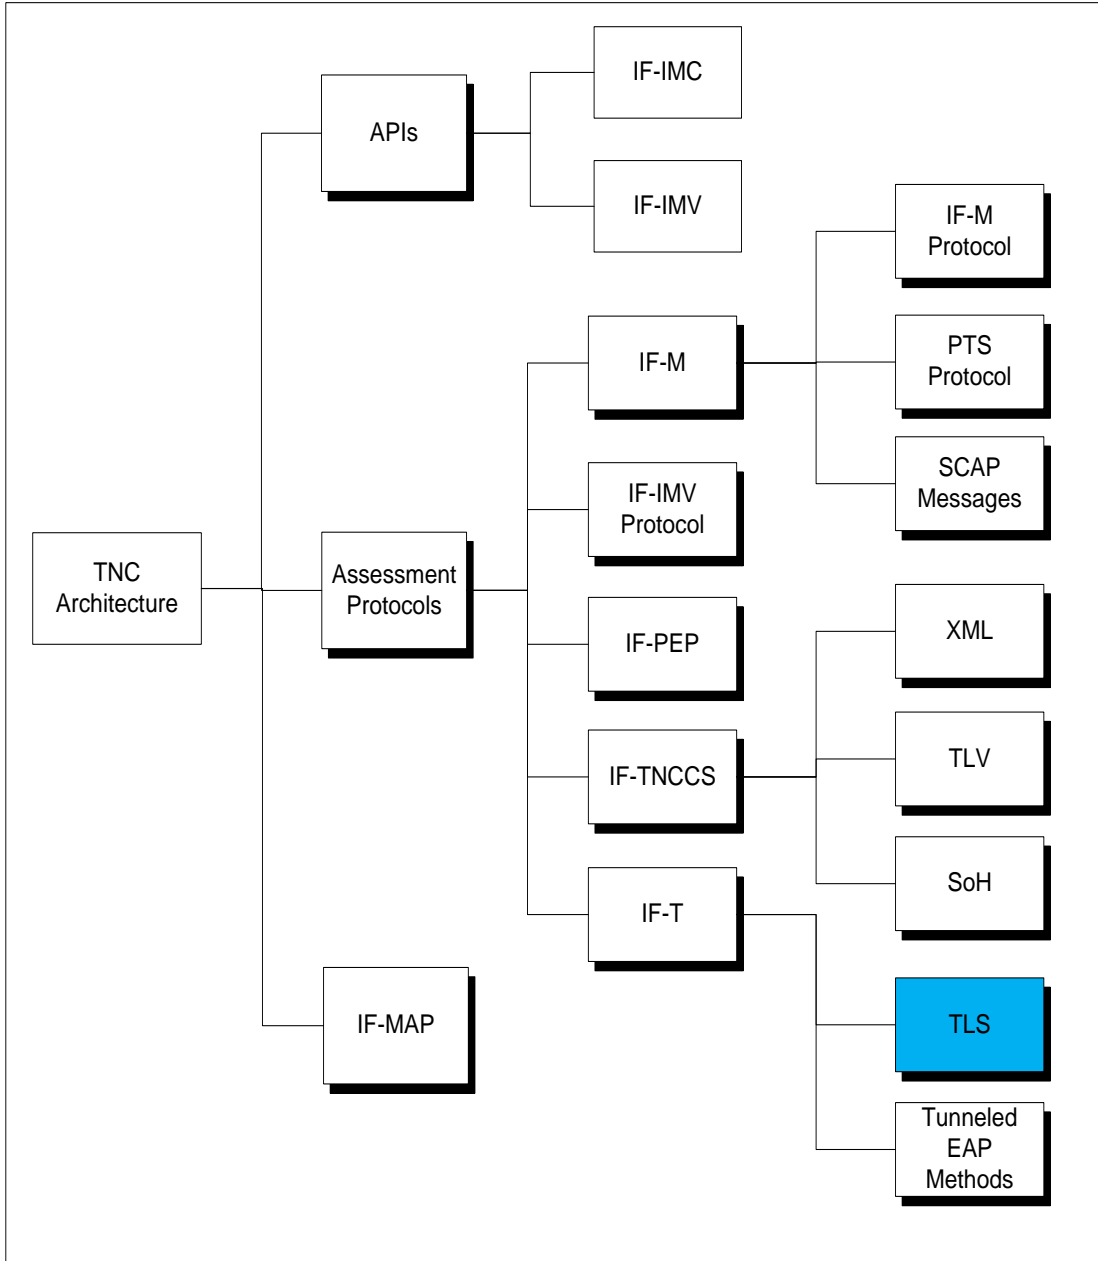 IF-IMC
APIs
IF-IMV
IF-M
Protocol
IF-M
PTS
Protocol
SCAP
Messages
IF-IMV
Protocol
TNC
Architecture
Assessment
Protocols
IF-PEP
XML
IF-TNCCS
TLV
SoH
IF-T
IF-MAP
TLS
Tunneled
EAP
Methods